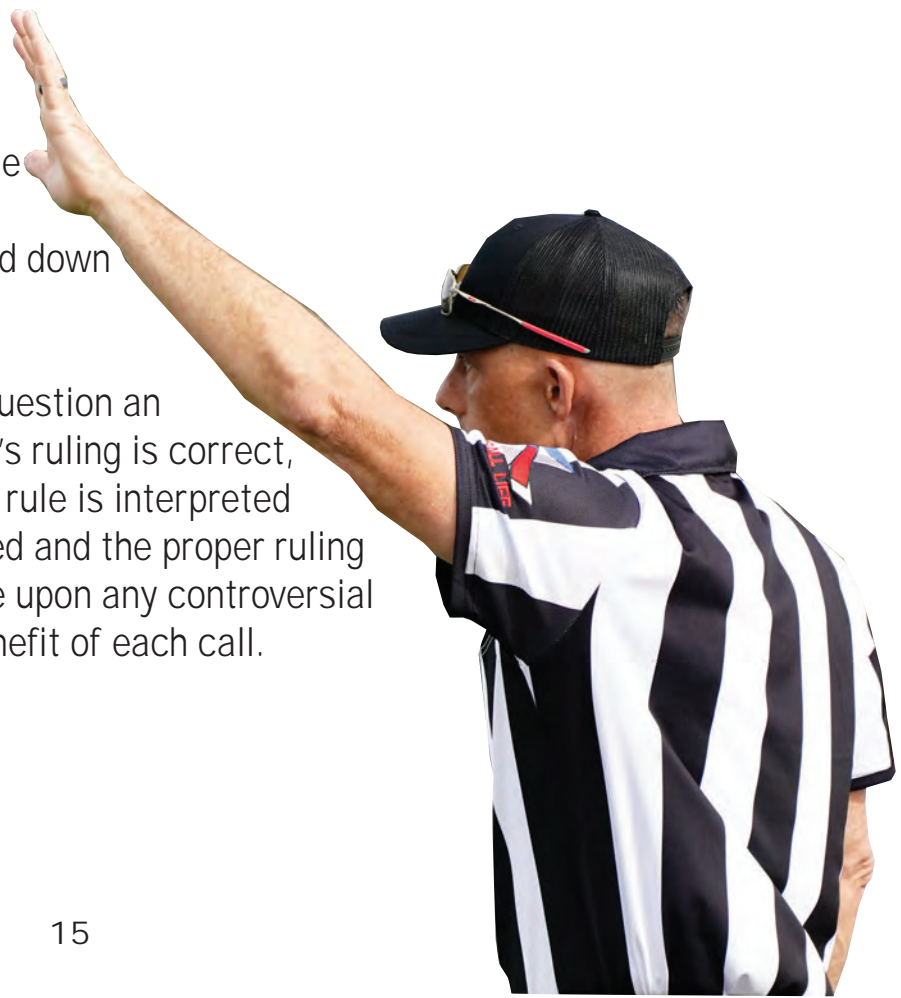 e
d down
uestion an
's ruling is correct,
rule is interpreted
ed and the proper ruling
e upon any controversial
nefit of each call.
LIFE
15